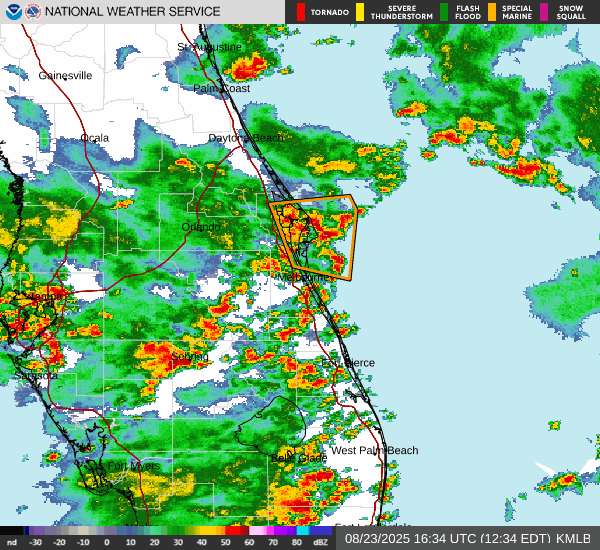 NATIONAL WEATHER SERVICE
TORNADO
SEVERE THUNDERSTORM
FLASH FLOOD
SPECIAL MARINE
SNOW SQUALL
St. Augustine
Gainesville
Palm Coast
Ocala
Daytona Beach
Orlando
Melbourne
Sebring
Fort Pierce
Sarasota
West Palm Beach
Belle Glade
Fort Myers
nd -30 -20 -10 0 10 20 30 40 50 60 70 80 dBZ
08/23/2025 16:34 UTC (12:34 EDT) KMLB